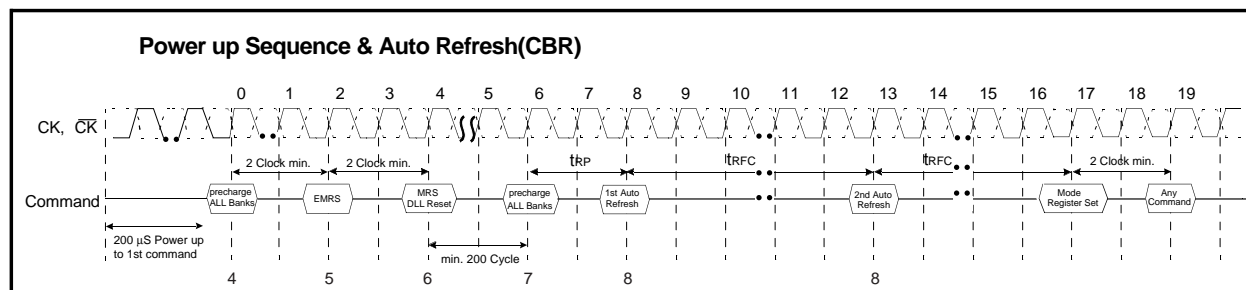 Power up Sequence & Auto Refresh(CBR)
0 1 2 3 4 5 6 7 8 9 10 11 12 13 14 15 16 17 18 19
CK, CK
2 Clock min. 2 Clock min. tRP tRFC tRFC 2 Clock min.
Command
precharge
ALL Banks
EMRS
MRS
DLL Reset
precharge
ALL Banks
1st Auto
Refresh
2nd Auto
Refresh
Mode
Register Set
Any
Command
200 μS Power up
to 1st command
min. 200 Cycle
4 5 6 7 8 8